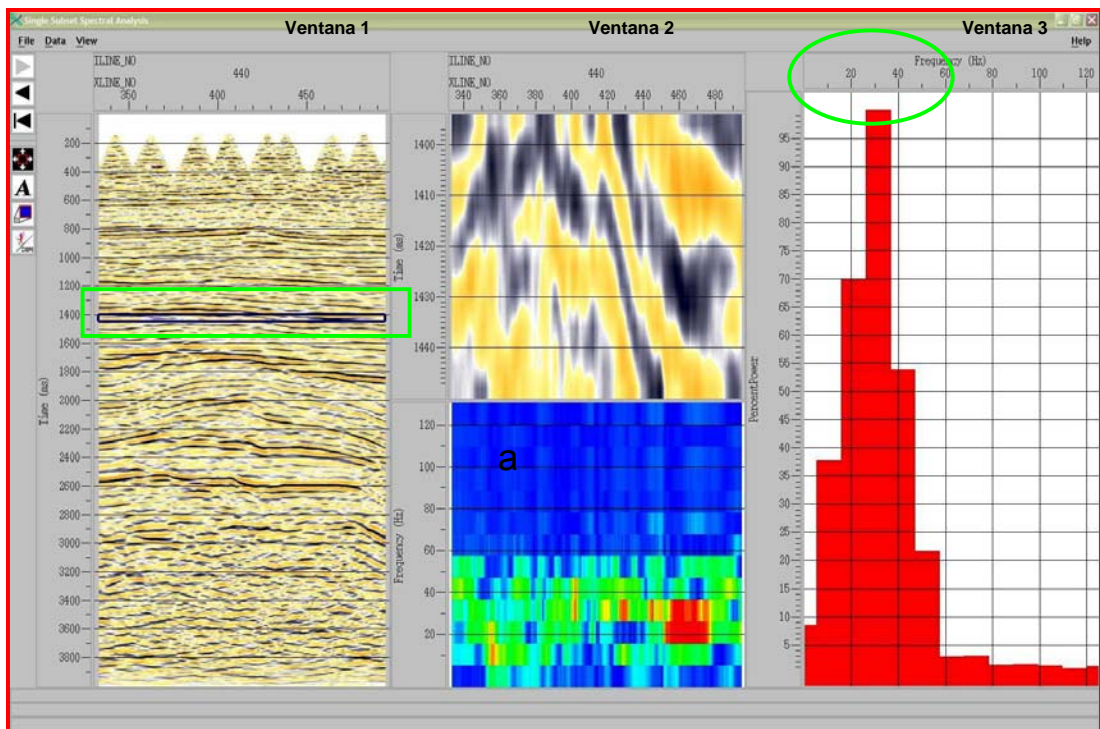 Single Subset Spectral Analysis
Ventana 1
Ventana 2
Ventana 3
File Data View
Help
ILINE_NO
440
XLINE_NO
350 400 450
Time (ms)
200
400
600
800
1000
1200
1400
1600
1800
2000
2200
2400
2600
2800
3000
3200
3400
3600
3800
A
ILINE_NO
440
XLINE_NO
340 360 380 400 420 440 460 480
Time (ms)
1400
1410
1420
1430
1440
Frequency (Hz)
120
100
80
60
40
20
a
Frequency (Hz)
20 40 60 80 100 120
PercentPower
95
90
85
80
75
70
65
60
55
50
45
40
35
30
25
20
15
10
5